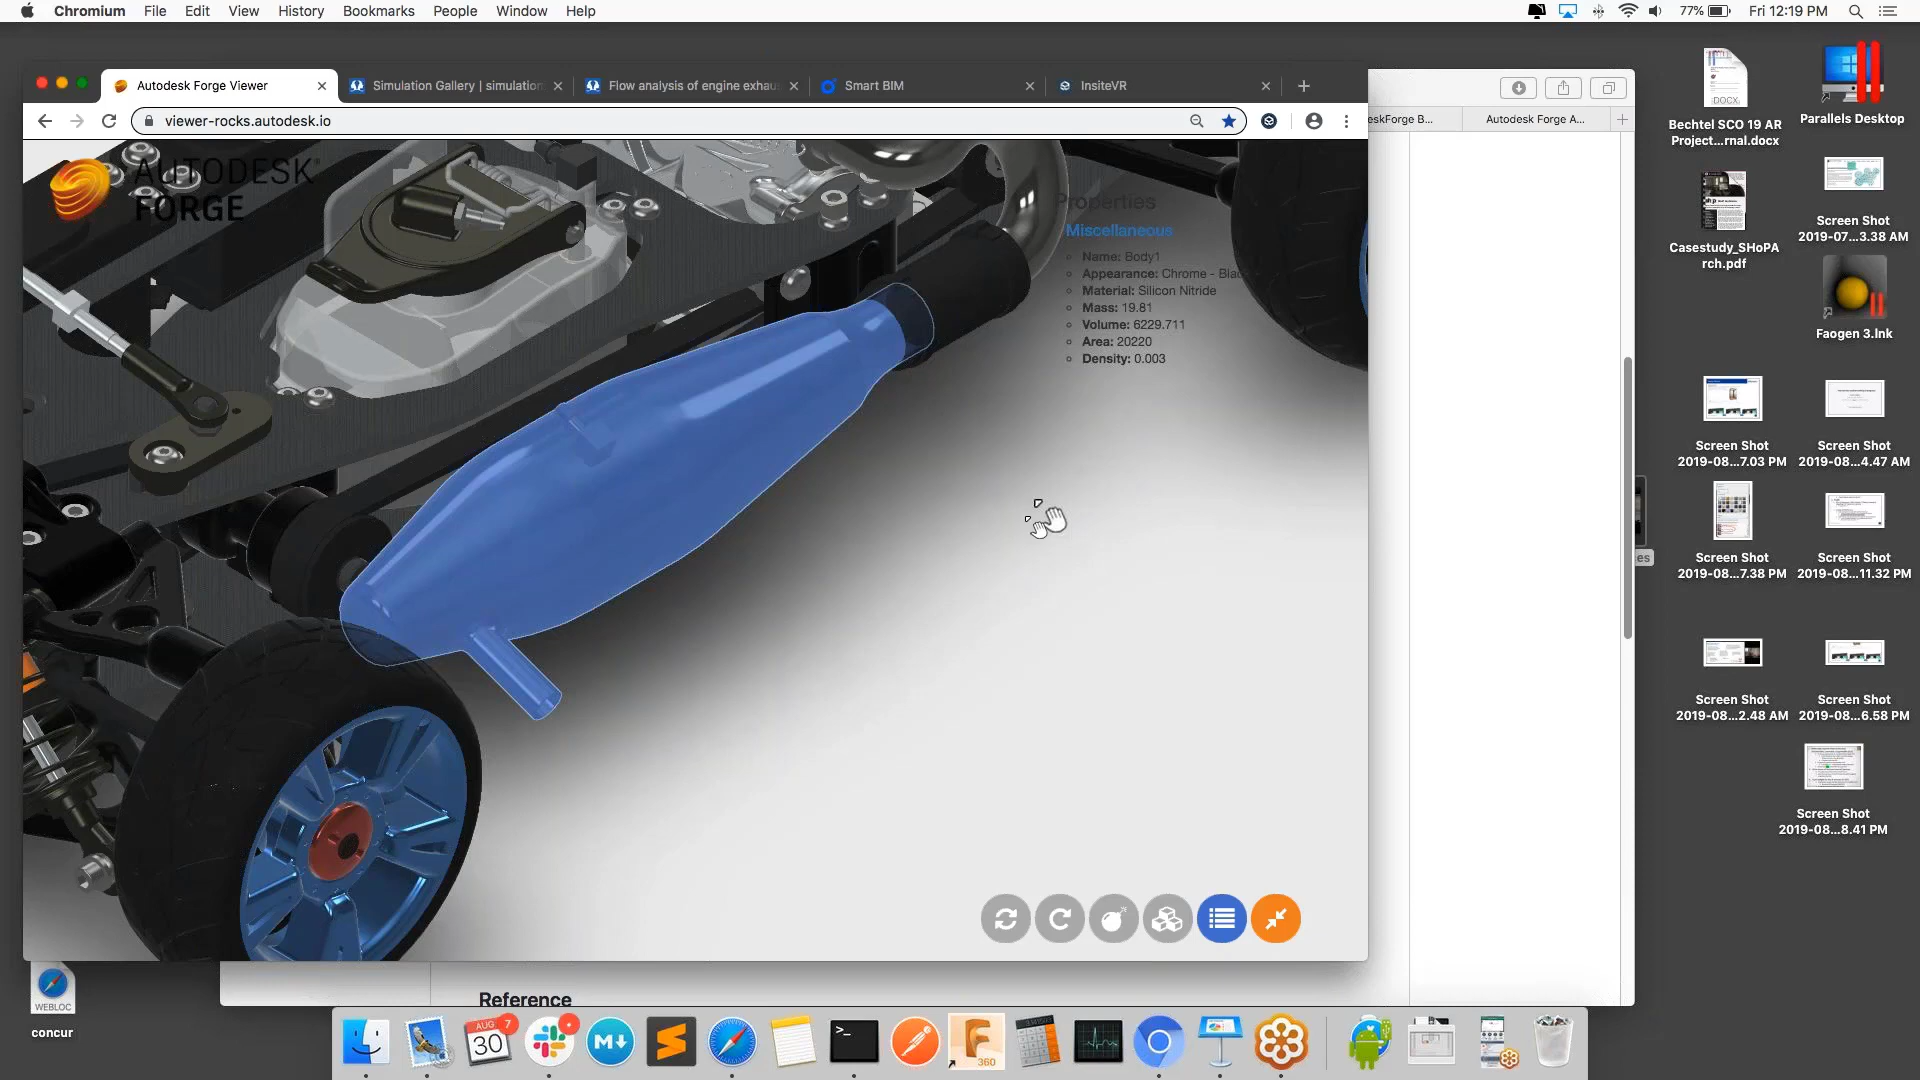 Chromium File Edit View History Bookmarks People Window Help
77% Fri 12:19 PM
Autodesk Forge Viewer
Simulation Gallery | simulation
Flow analysis of engine exhau
Smart BIM
InsiteVR
viewer-rocks.autodesk.io
eskForge B...
Autodesk Forge A...
AUTODESK
FORGE
Properties
Miscellaneous
Name: Body1
Appearance: Chrome - Blac
Material: Silicon Nitride
Mass: 19.81
Volume: 6229.711
Area: 20220
Density: 0.003
DOCX
Bechtel SCO 19 AR
Project...rnal.docx
Parallels Desktop
Casestudy_SHoPA
rch.pdf
Screen Shot
2019-07...3.38 AM
Faogen 3.lnk
Screen Shot
2019-08...7.03 PM
Screen Shot
2019-08...4.47 AM
Screen Shot
2019-08...7.38 PM
Screen Shot
2019-08...11.32 PM
es
Screen Shot
2019-08...2.48 AM
Screen Shot
2019-08...6.58 PM
Screen Shot
2019-08...8.41 PM
WEBLOC
concur
Reference
AUG
7
30
M
360